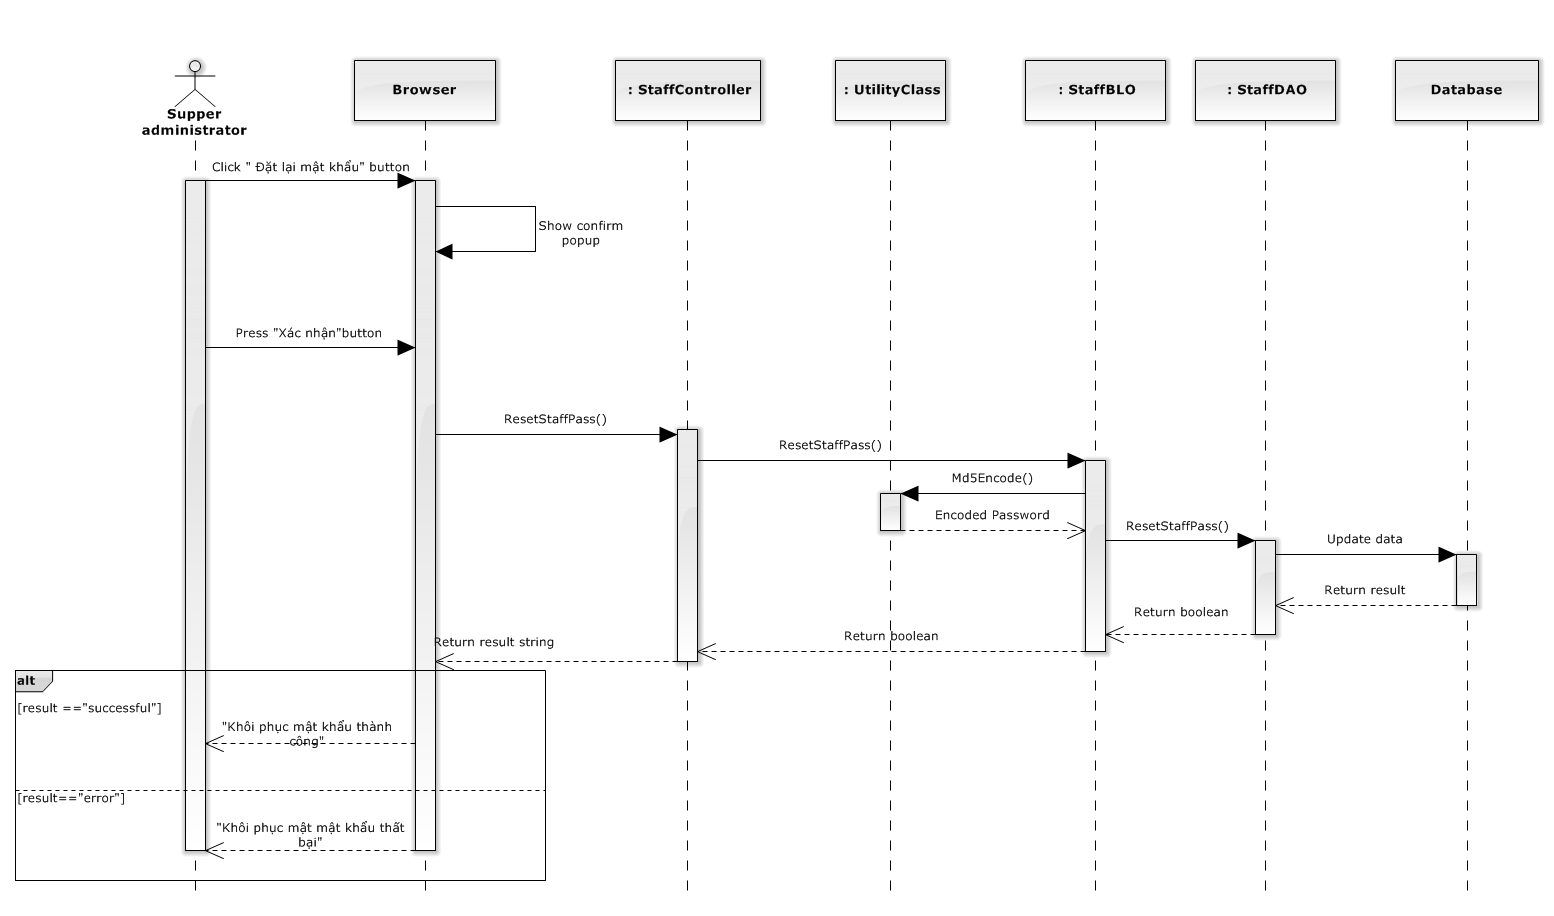 Supper
administrator
Browser
: StaffController
: UtilityClass
: StaffBLO
: StaffDAO
Database
Click " Đặt lại mật khẩu" button
Show confirm
popup
Press "Xác nhận"button
ResetStaffPass()
ResetStaffPass()
Md5Encode()
Encoded Password
ResetStaffPass()
Update data
Return result
Return boolean
Return boolean
Return result string
alt
[result =="successful"]
"Khôi phục mật khẩu thành
công"
[result=="error"]
"Khôi phục mật mật khẩu thất
bại"